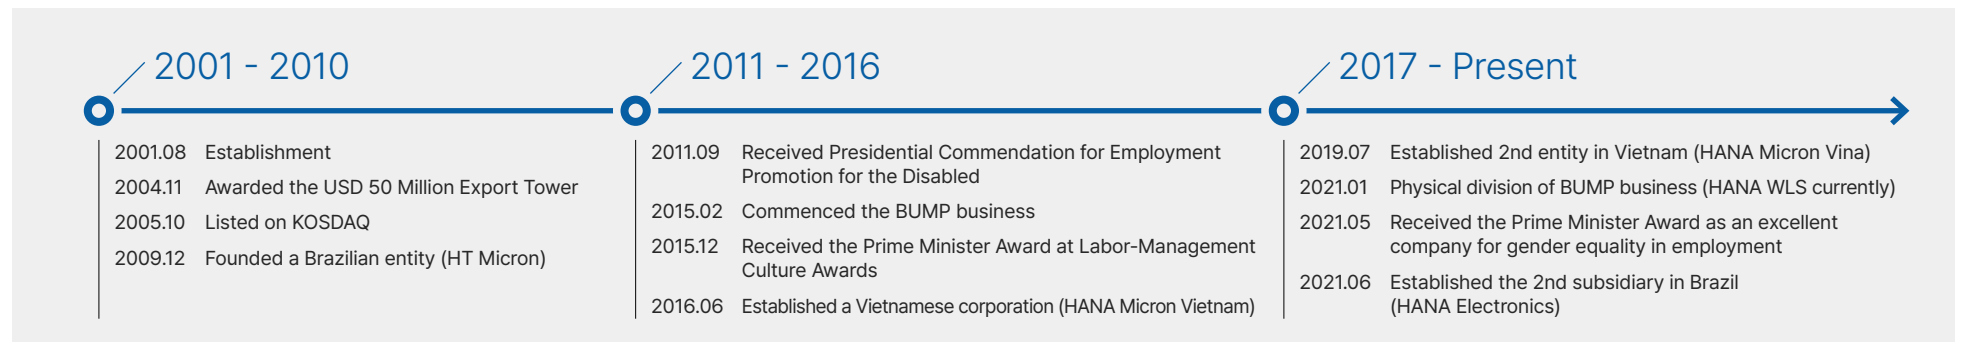 2001 - 2010
2001.08 Establishment
2004.11 Awarded the USD 50 Million Export Tower
2005.10 Listed on KOSDAQ
2009.12 Founded a Brazilian entity (HT Micron)
2011 - 2016
2011.09 Received Presidential Commendation for Employment
Promotion for the Disabled
2015.02 Commenced the BUMP business
2015.12 Received the Prime Minister Award at Labor-Management
Culture Awards
2016.06 Established a Vietnamese corporation (HANA Micron Vietnam)
2017 - Present
2019.07 Established 2nd entity in Vietnam (HANA Micron Vina)
2021.01 Physical division of BUMP business (HANA WLS currently)
2021.05 Received the Prime Minister Award as an excellent
company for gender equality in employment
2021.06 Established the 2nd subsidiary in Brazil
(HANA Electronics)